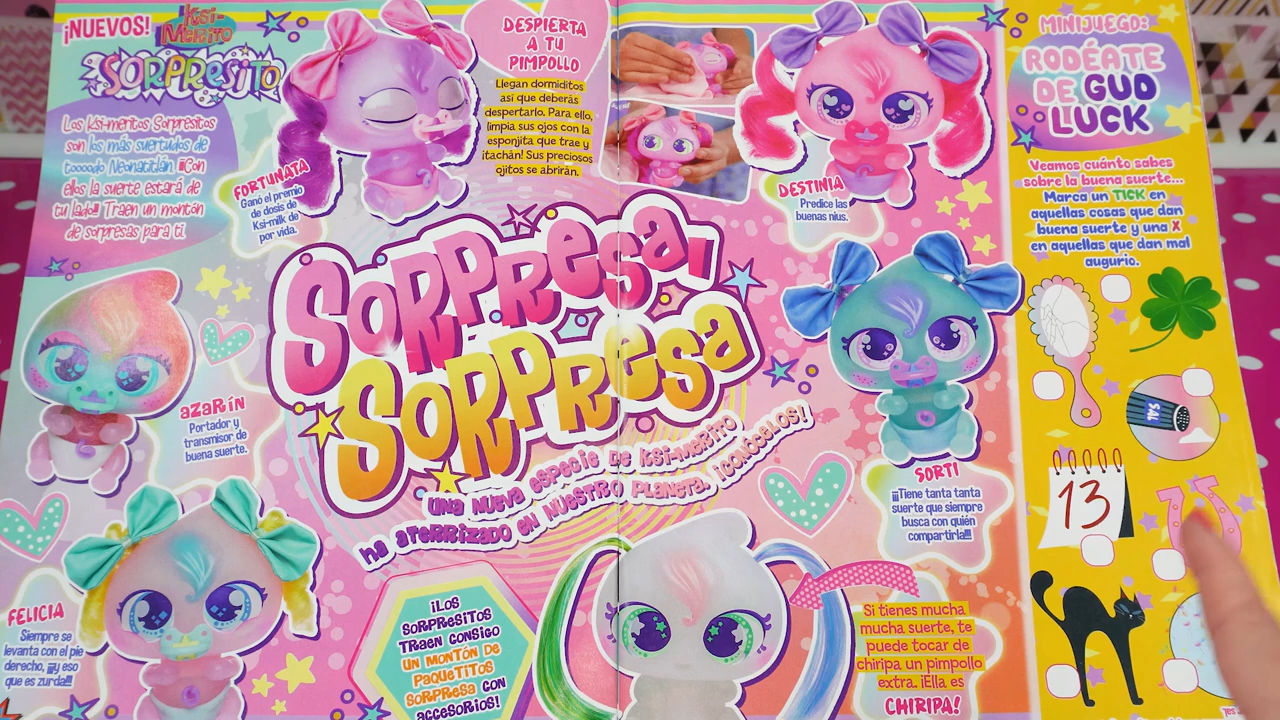 ¡NUEVOS!
Ksi-
Merito
SORPRESITO
Los Ksi-meritos Sorpresitos
son los más suertudos de
toooodo Neonatitlán. ¡¡Con
ellos la suerte estará de
tu lado!! Traen un montón
de sorpresas para ti.
FORTUNATA
Ganó el premio
de dosis de
Ksi-milk de
por vida.
DESPIERTA
A TU
PIMPOLLO
Llegan dormiditos
así que deberás
despertarlo. Para ello,
limpia sus ojos con la
esponjita que trae y
¡tachán! Sus preciosos
ojitos se abrirán.
DESTINIA
Predice las
buenas nius.
SORPRESA,
SORPRESA
UNA NUEVA ESPECIE DE KSI-MERITO
HA ATERRIZADO EN NUESTRO PLANETA. ¡CONÓCELOS!
AZARÍN
Portador y
transmisor de
buena suerte.
SORTI
¡¡¡Tiene tanta tanta
suerte que siempre
busca con quién
compartirla!!!
FELICIA
Siempre se
levanta con el pie
derecho, ¡¡¡y eso
que es zurda!!!
¡LOS
SORPRESITOS
TRAEN CONSIGO
UN MONTÓN DE
PAQUETITOS
SORPRESA CON
ACCESORIOS!
Si tienes mucha
mucha suerte, te
puede tocar de
chiripa un pimpollo
extra. ¡Ella es
CHIRIPA!
MINIJUEGO:
RODÉATE
DE GUD
LUCK
Veamos cuánto sabes
sobre la buena suerte...
Marca un TICK en
aquellas cosas que dan
buena suerte y una X
en aquellas que dan mal
augurio.
SAL
13